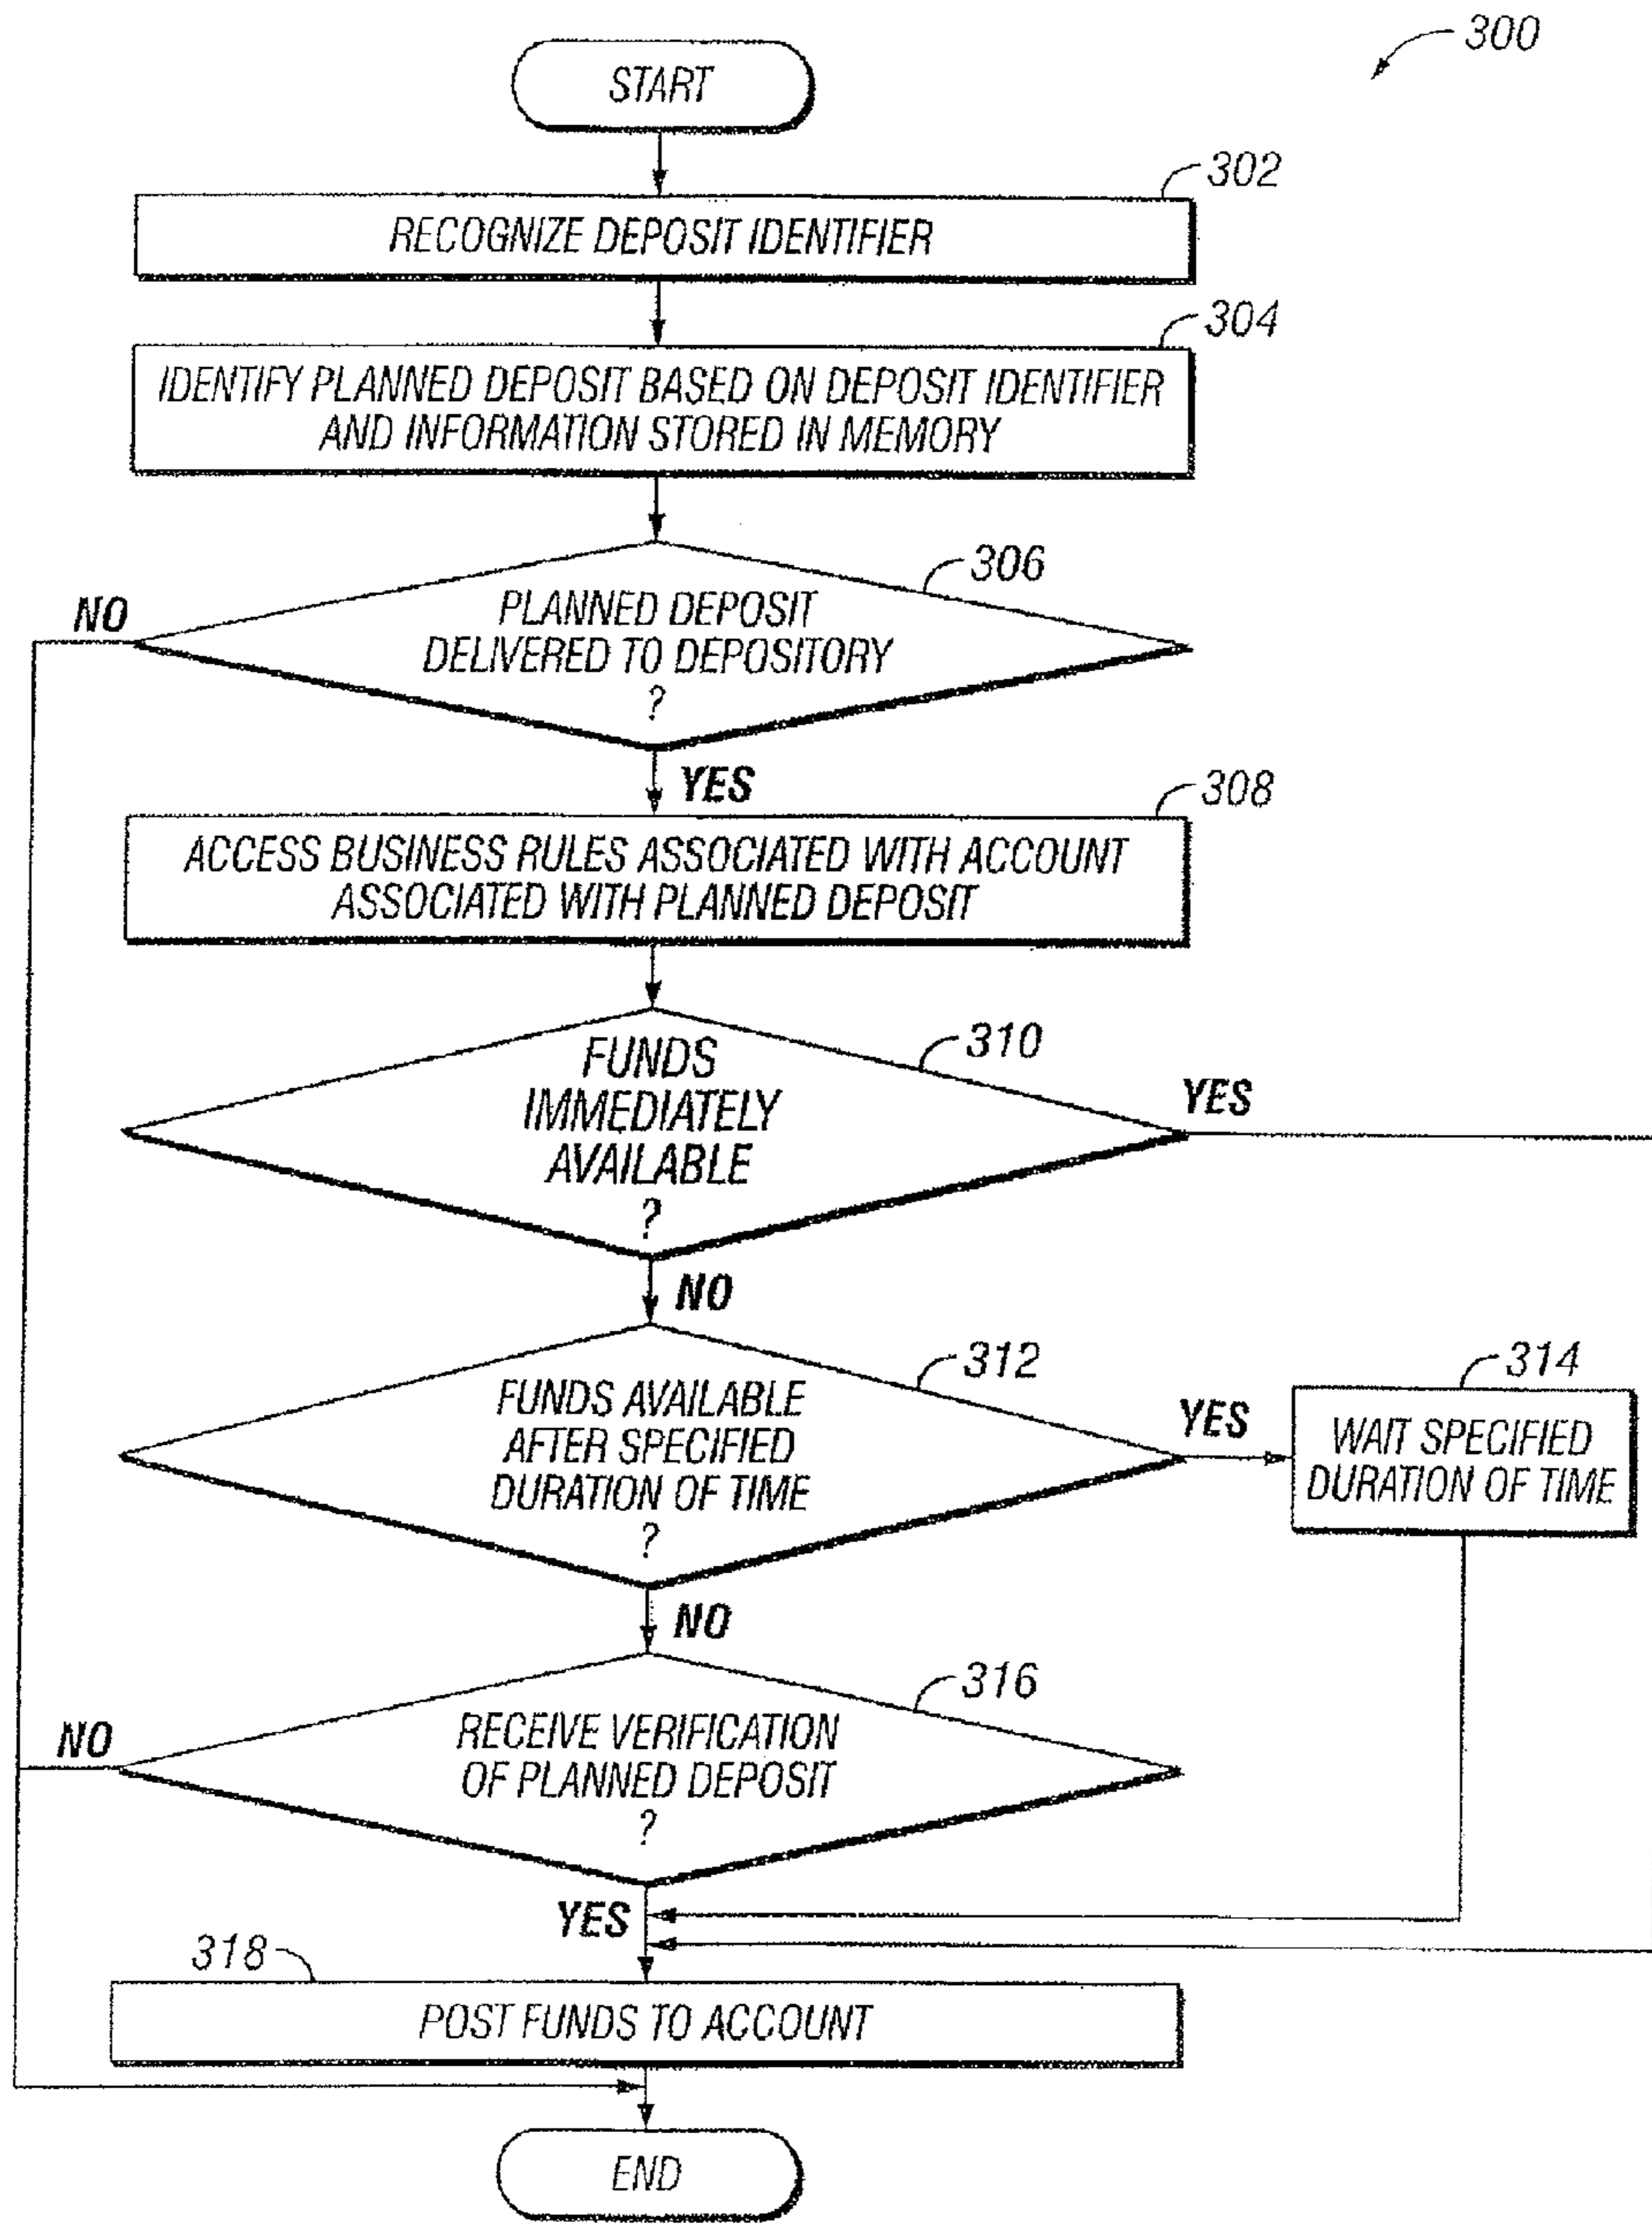 300
START
302
RECOGNIZE DEPOSIT IDENTIFIER
304
IDENTIFY PLANNED DEPOSIT BASED ON DEPOSIT IDENTIFIER
AND INFORMATION STORED IN MEMORY
306
NO
PLANNED DEPOSIT
DELIVERED TO DEPOSITORY
?
YES
308
ACCESS BUSINESS RULES ASSOCIATED WITH ACCOUNT
ASSOCIATED WITH PLANNED DEPOSIT
310
FUNDS
IMMEDIATELY
AVAILABLE
?
YES
NO
312
FUNDS AVAILABLE
AFTER SPECIFIED
DURATION OF TIME
?
YES
314
WAIT SPECIFIED
DURATION OF TIME
NO
316
NO
RECEIVE VERIFICATION
OF PLANNED DEPOSIT
?
YES
318
POST FUNDS TO ACCOUNT
END